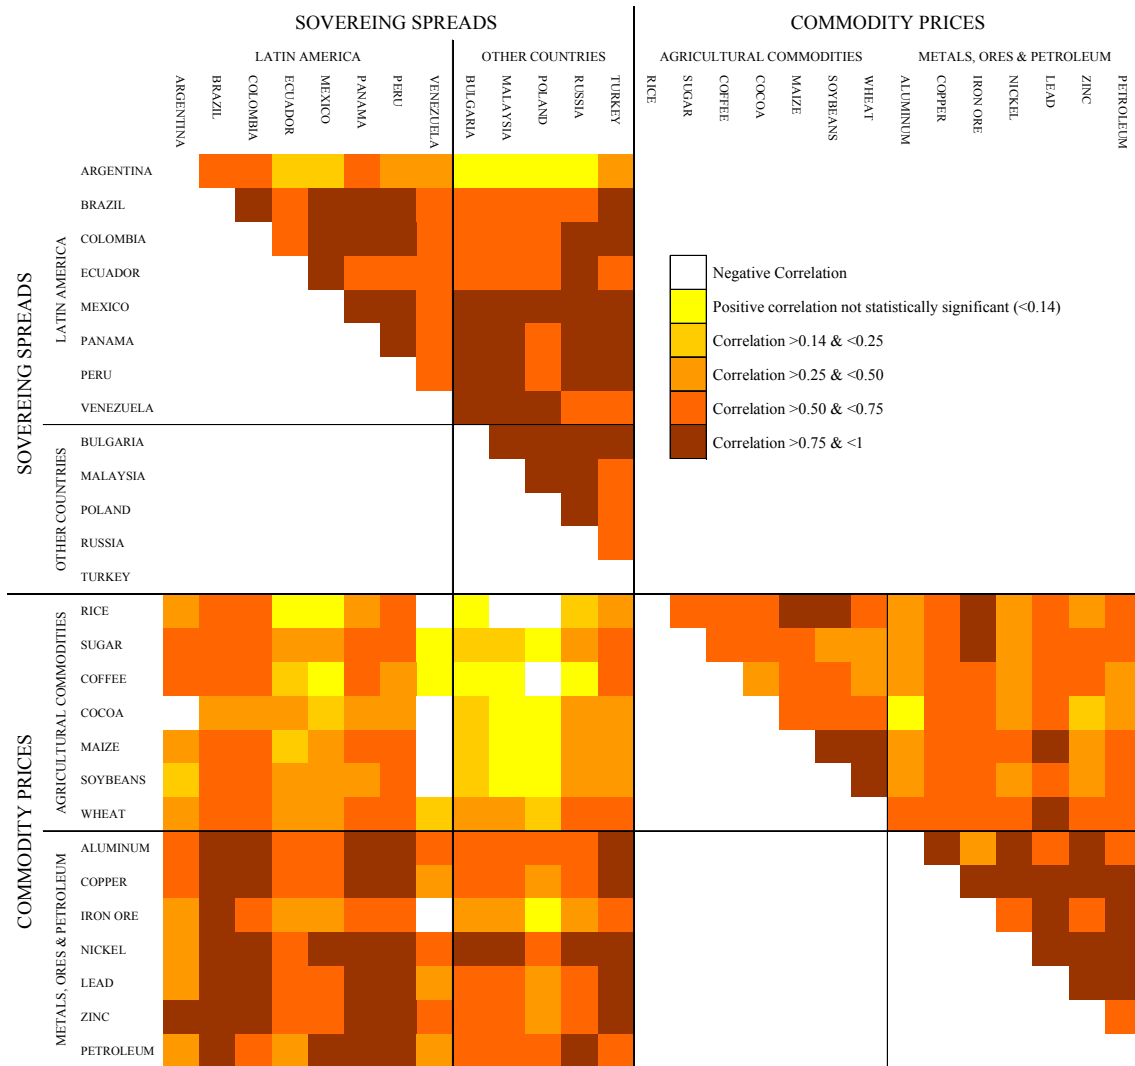 SOVEREING SPREADS
COMMODITY PRICES
LATIN AMERICA
OTHER COUNTRIES
AGRICULTURAL COMMODITIES
METALS, ORES & PETROLEUM
ARGENTINA
BRAZIL
COLOMBIA
ECUADOR
MEXICO
PANAMA
PERU
VENEZUELA
BULGARIA
MALAYSIA
POLAND
RUSSIA
TURKEY
RICE
SUGAR
COFFEE
COCOA
MAIZE
SOYBEANS
WHEAT
ALUMINUM
COPPER
IRON ORE
NICKEL
LEAD
ZINC
PETROLEUM
SOVEREING SPREADS
LATIN AMERICA
ARGENTINA
BRAZIL
COLOMBIA
ECUADOR
MEXICO
PANAMA
PERU
VENEZUELA
OTHER COUNTRIES
BULGARIA
MALAYSIA
POLAND
RUSSIA
TURKEY
Negative Correlation
Positive correlation not statistically significant (<0.14)
Correlation >0.14 & <0.25
Correlation >0.25 & <0.50
Correlation >0.50 & <0.75
Correlation >0.75 & <1
COMMODITY PRICES
AGRICULTURAL COMMODITIES
RICE
SUGAR
COFFEE
COCOA
MAIZE
SOYBEANS
WHEAT
METALS, ORES & PETROLEUM
ALUMINUM
COPPER
IRON ORE
NICKEL
LEAD
ZINC
PETROLEUM